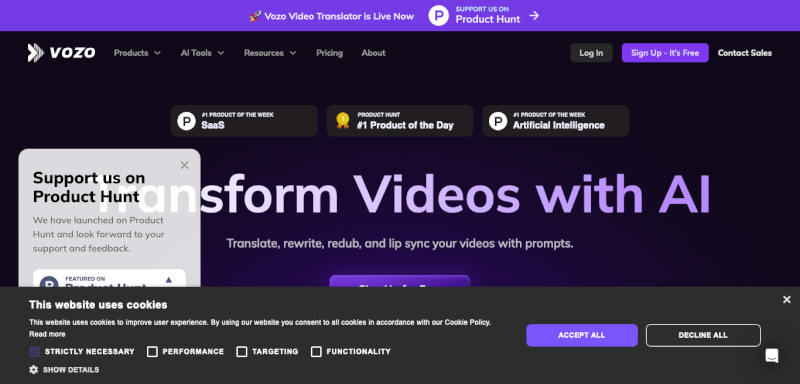 🚀 Vozo Video Translator is Live Now
P SUPPORT US ON
Product Hunt →
VOZO
Products
AI Tools
Resources
Pricing
About
Log In
Sign Up - It's Free
Contact Sales
P #1 PRODUCT OF THE WEEK
SaaS
1 PRODUCT HUNT
#1 Product of the Day
P #1 PRODUCT OF THE WEEK
Artificial Intelligence
Transform Videos with AI
Translate, rewrite, redub, and lip sync your videos with prompts.
Support us on
Product Hunt
We have launched on Product
Hunt and look forward to your
support and feedback.
FEATURED ON
Product Hunt
This website uses cookies
This website uses cookies to improve user experience. By using our website you consent to all cookies in accordance with our Cookie Policy.
Read more
STRICTLY NECESSARY
PERFORMANCE
TARGETING
FUNCTIONALITY
SHOW DETAILS
ACCEPT ALL
DECLINE ALL